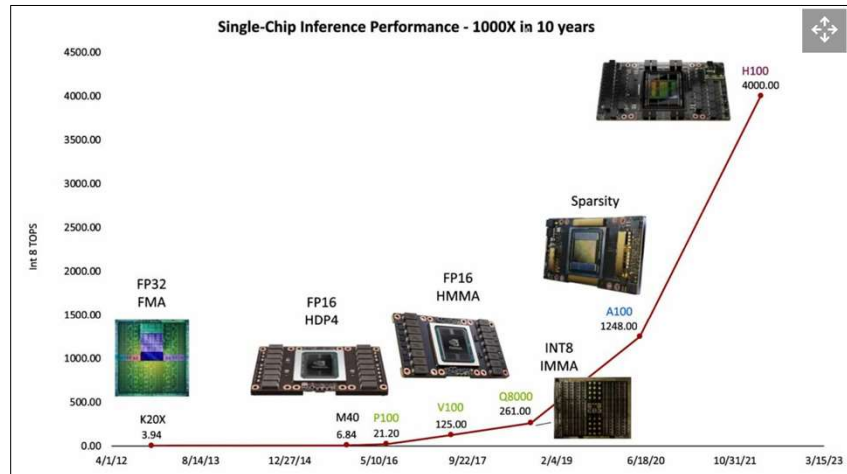 Single-Chip Inference Performance - 1000X in 10 years
4500.00
4000.00
3500.00
3000.00
2500.00
2000.00
1500.00
1000.00
500.00
0.00
Int 8 TOPS
4/1/12
8/14/13
12/27/14
5/10/16
9/22/17
2/4/19
6/18/20
10/31/21
3/15/23
FP32
FMA
K20X
3.94
FP16
HDP4
M40
6.84
P100
21.20
FP16
HMMA
V100
125.00
Q8000
261.00
INT8
IMMA
Sparsity
A100
1248.00
H100
4000.00